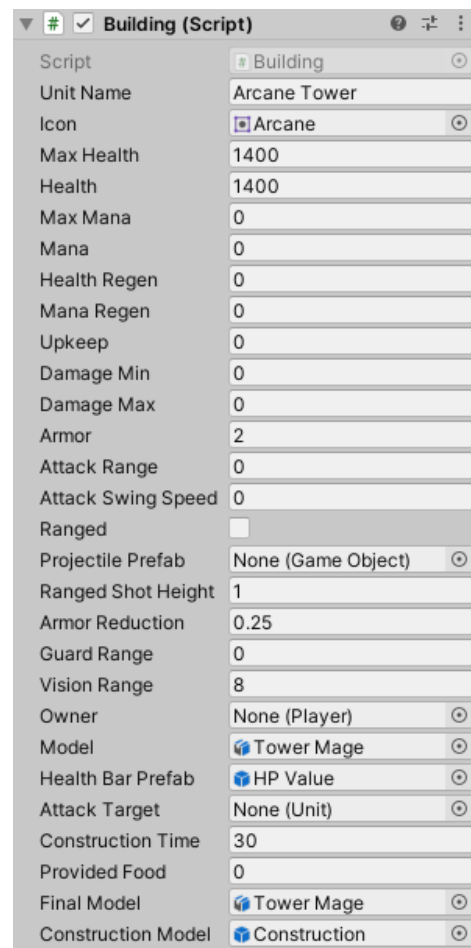 Building (Script)
Script # Building
Unit Name Arcane Tower
Icon Arcane
Max Health 1400
Health 1400
Max Mana 0
Mana 0
Health Regen 0
Mana Regen 0
Upkeep 0
Damage Min 0
Damage Max 0
Armor 2
Attack Range 0
Attack Swing Speed 0
Ranged
Projectile Prefab None (Game Object)
Ranged Shot Height 1
Armor Reduction 0.25
Guard Range 0
Vision Range 8
Owner None (Player)
Model Tower Mage
Health Bar Prefab HP Value
Attack Target None (Unit)
Construction Time 30
Provided Food 0
Final Model Tower Mage
Construction Model Construction